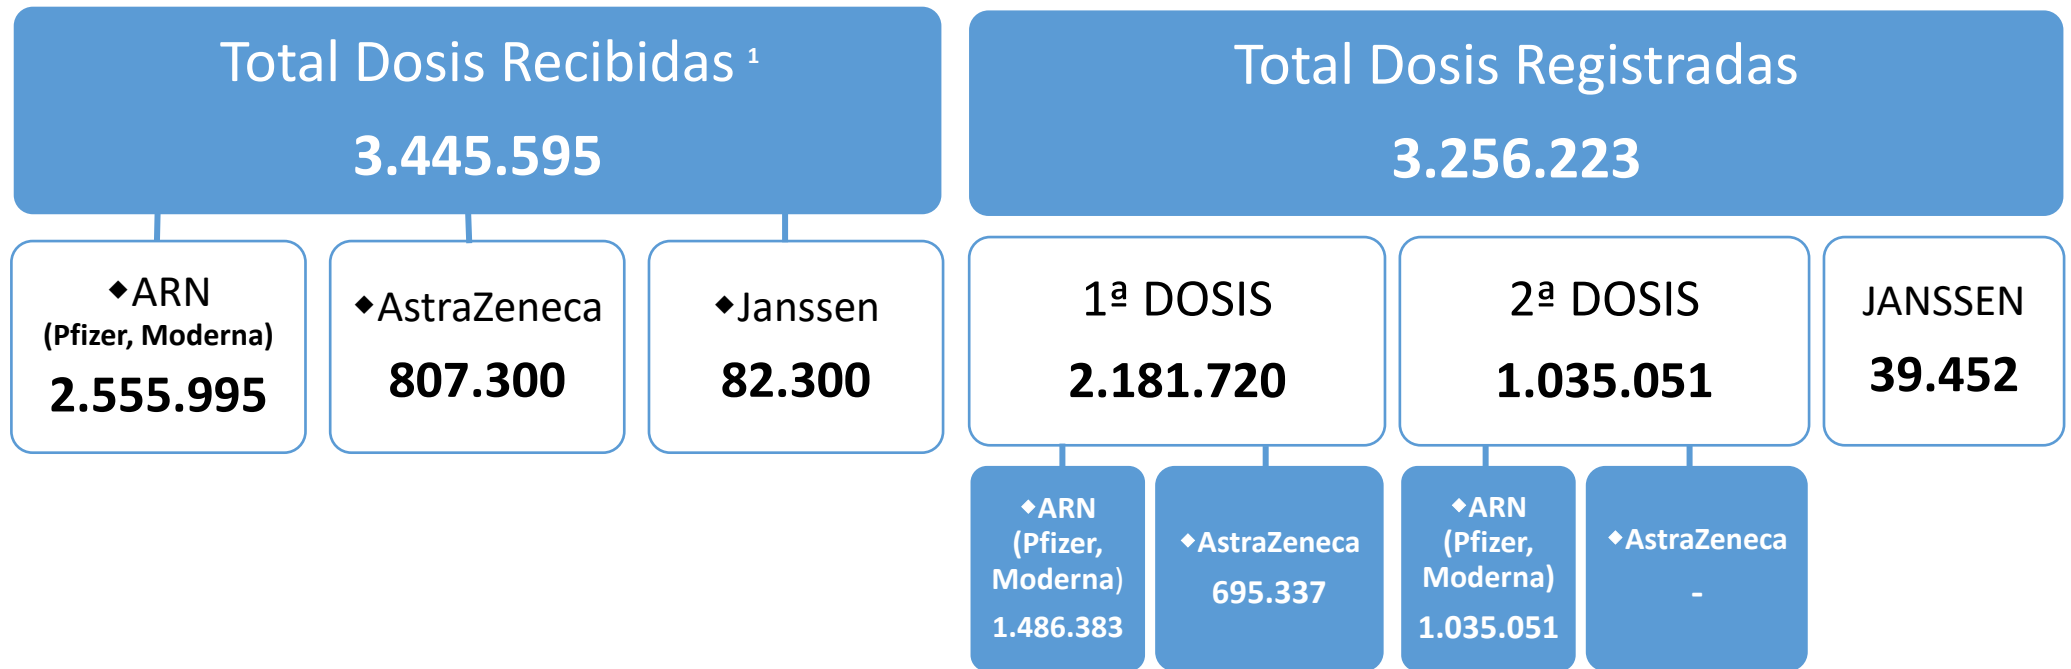 Total Dosis Recibidas ¹
3.445.595
◆ARN
(Pfizer, Moderna)
2.555.995
◆AstraZeneca
807.300
◆Janssen
82.300
Total Dosis Registradas
3.256.223
1ª DOSIS
2.181.720
2ª DOSIS
1.035.051
JANSSEN
39.452
◆ARN
(Pfizer,
Moderna)
1.486.383
◆AstraZeneca
695.337
◆ARN
(Pfizer,
Moderna)
1.035.051
◆AstraZeneca
-